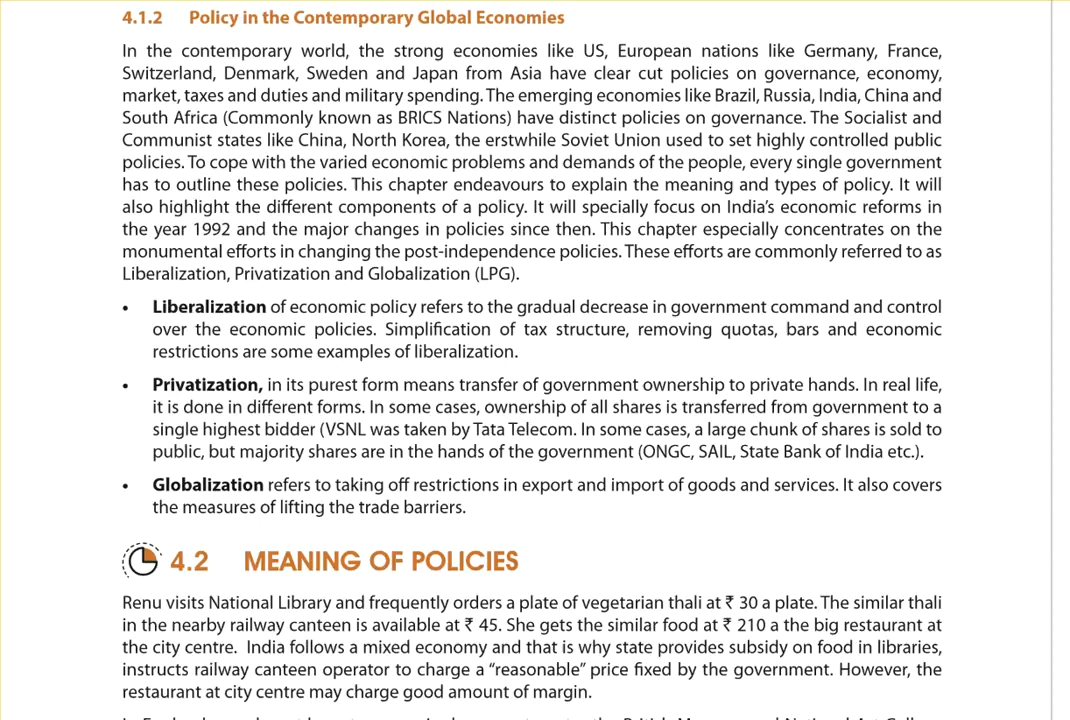 4.1.2 Policy in the Contemporary Global Economies
In the contemporary world, the strong economies like US, European nations like Germany, France,
Switzerland, Denmark, Sweden and Japan from Asia have clear cut policies on governance, economy,
market, taxes and duties and military spending. The emerging economies like Brazil, Russia, India, China and
South Africa (Commonly known as BRICS Nations) have distinct policies on governance. The Socialist and
Communist states like China, North Korea, the erstwhile Soviet Union used to set highly controlled public
policies. To cope with the varied economic problems and demands of the people, every single government
has to outline these policies. This chapter endeavours to explain the meaning and types of policy. It will
also highlight the different components of a policy. It will specially focus on India's economic reforms in
the year 1992 and the major changes in policies since then. This chapter especially concentrates on the
monumental efforts in changing the post-independence policies. These efforts are commonly referred to as
Liberalization, Privatization and Globalization (LPG).
• Liberalization of economic policy refers to the gradual decrease in government command and control
over the economic policies. Simplification of tax structure, removing quotas, bars and economic
restrictions are some examples of liberalization.
• Privatization, in its purest form means transfer of government ownership to private hands. In real life,
it is done in different forms. In some cases, ownership of all shares is transferred from government to a
single highest bidder (VSNL was taken by Tata Telecom. In some cases, a large chunk of shares is sold to
public, but majority shares are in the hands of the government (ONGC, SAIL, State Bank of India etc.).
• Globalization refers to taking off restrictions in export and import of goods and services. It also covers
the measures of lifting the trade barriers.
4.2 MEANING OF POLICIES
Renu visits National Library and frequently orders a plate of vegetarian thali at ₹ 30 a plate. The similar thali
in the nearby railway canteen is available at ₹ 45. She gets the similar food at ₹ 210 a the big restaurant at
the city centre. India follows a mixed economy and that is why state provides subsidy on food in libraries,
instructs railway canteen operator to charge a “reasonable” price fixed by the government. However, the
restaurant at city centre may charge good amount of margin.